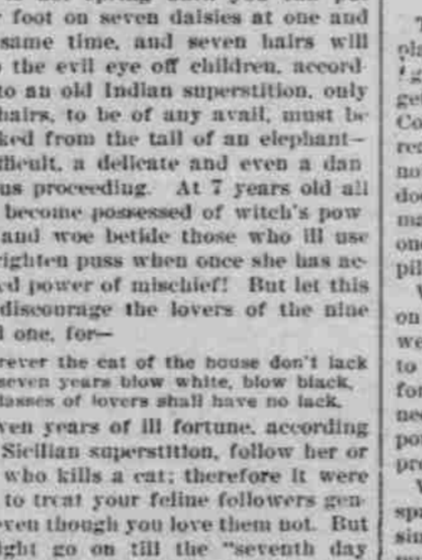 foot on seven daisies at one and
same time, and seven hairs will
the evil eye off children, accord-
to an old Indian superstition, only
hairs, to be of any avail, must be
ked from the tail of an elephant—
fficult, a delicate and even a dan
us proceeding. At 7 years old all
become possessed of witch's pow
and woe betide those who ill use
righten puss when once she has ac-
d power of mischief! But let this
discourage the lovers of the nine
one, for—
rever the cat of the house don't lack
seven years blow white, blow black,
lasses of lovers shall have no lack.
ven years of ill fortune, according
Sicilian superstition, follow her or
who kills a cat; therefore it were
to treat your feline followers gen-
even though you love them not. But
ight go on till the "seventh day